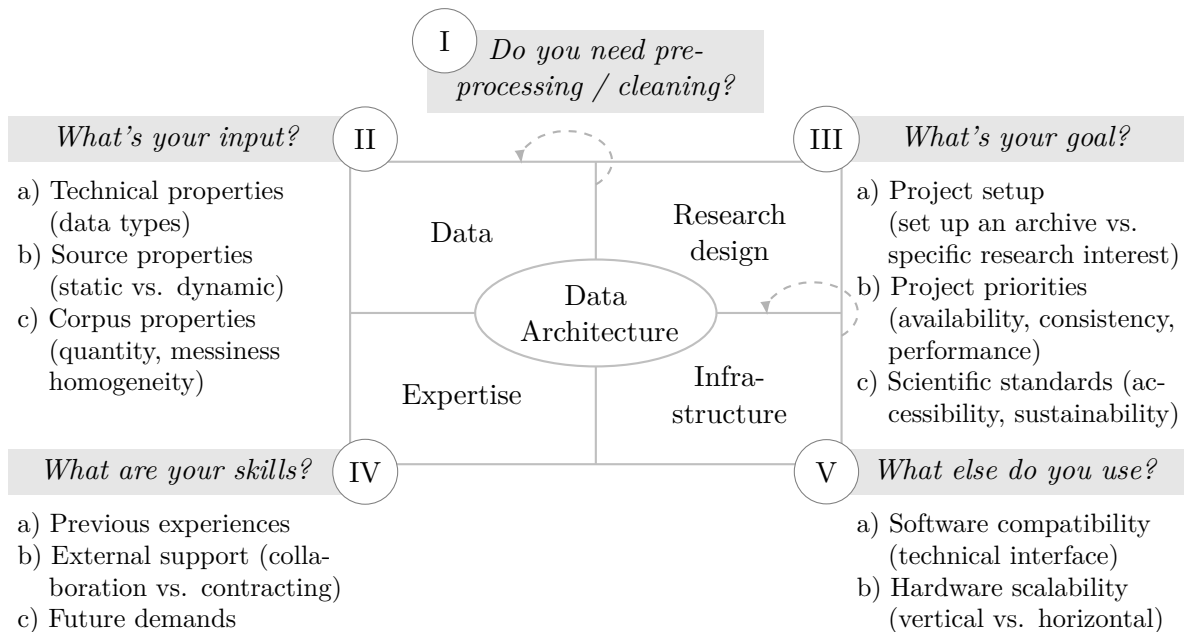 I
Do you need pre-
processing / cleaning?
What's your input?
II
a) Technical properties
(data types)
b) Source properties
(static vs. dynamic)
c) Corpus properties
(quantity, messiness
homogeneity)
III
What's your goal?
a) Project setup
(set up an archive vs.
specific research interest)
b) Project priorities
(availability, consistency,
performance)
c) Scientific standards (ac-
cessibility, sustainability)
Data
Research
design
Data
Architecture
Expertise
Infra-
structure
What are your skills?
IV
a) Previous experiences
b) External support (colla-
boration vs. contracting)
c) Future demands
V
What else do you use?
a) Software compatibility
(technical interface)
b) Hardware scalability
(vertical vs. horizontal)